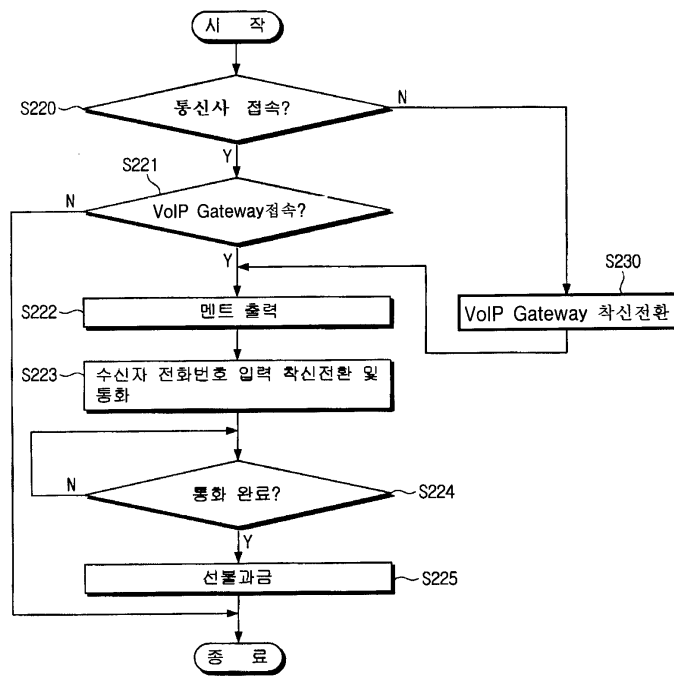 시 작
S220
통신사 접속?
N
Y
S221
N
VoIP Gateway접속?
Y
S230
VoIP Gateway 착신전환
S222
멘트 출력
S223
수신자 전화번호 입력 착신전환 및
통화
N
통화 완료?
S224
Y
선불과금
S225
종 료